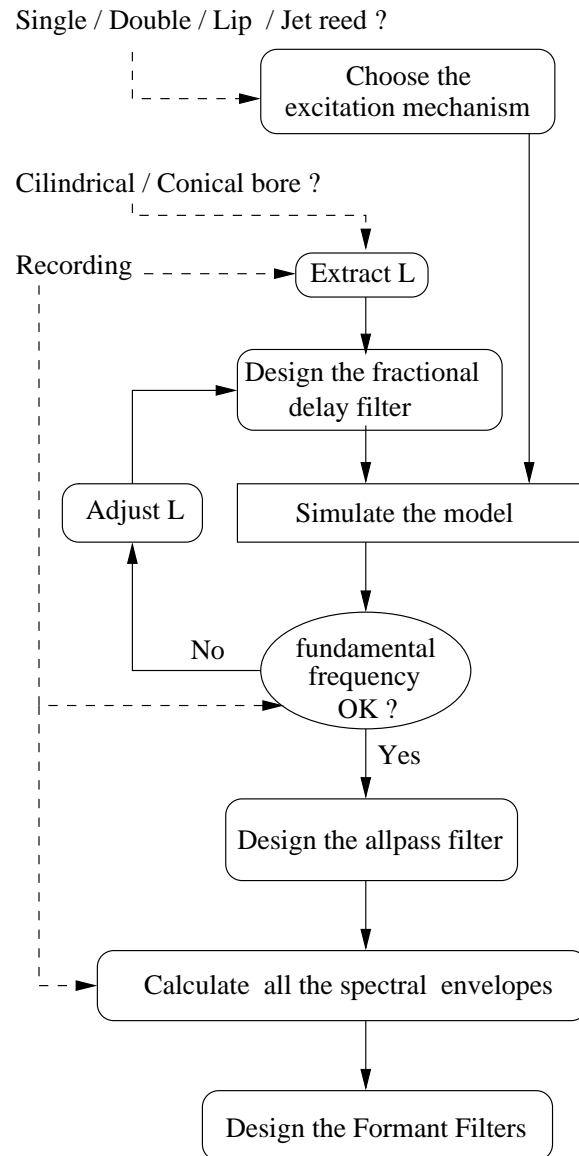 Single / Double / Lip / Jet reed ?
Choose the
excitation mechanism
Cilindrical / Conical bore ?
Recording
Extract L
Design the fractional
delay filter
Adjust L
Simulate the model
No
fundamental
frequency
OK ?
Yes
Design the allpass filter
Calculate all the spectral envelopes
Design the Formant Filters